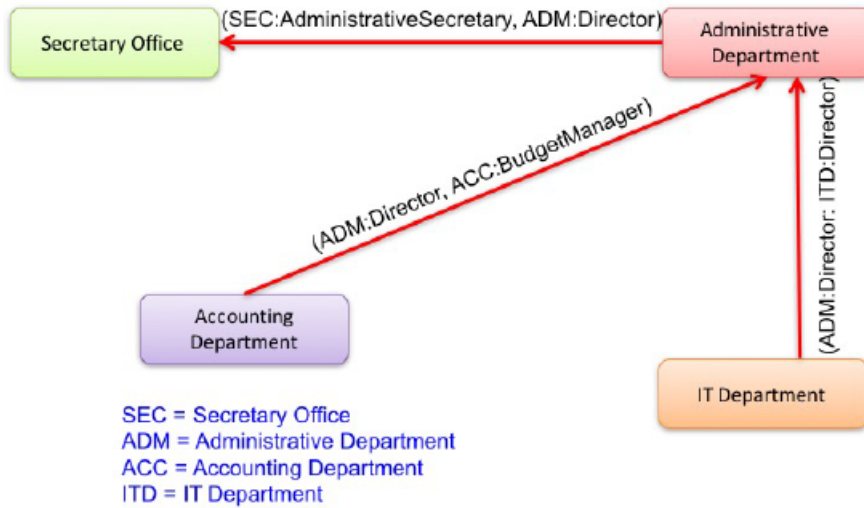 (SEC:AdministrativeSecretary, ADM:Director)
Secretary Office
Administrative
Department
(ADM:Director, ACC:BudgetManager)
(ADM:Director: ITD:Director)
Accounting
Department
IT Department
SEC = Secretary Office
ADM = Administrative Department
ACC = Accounting Department
ITD = IT Department